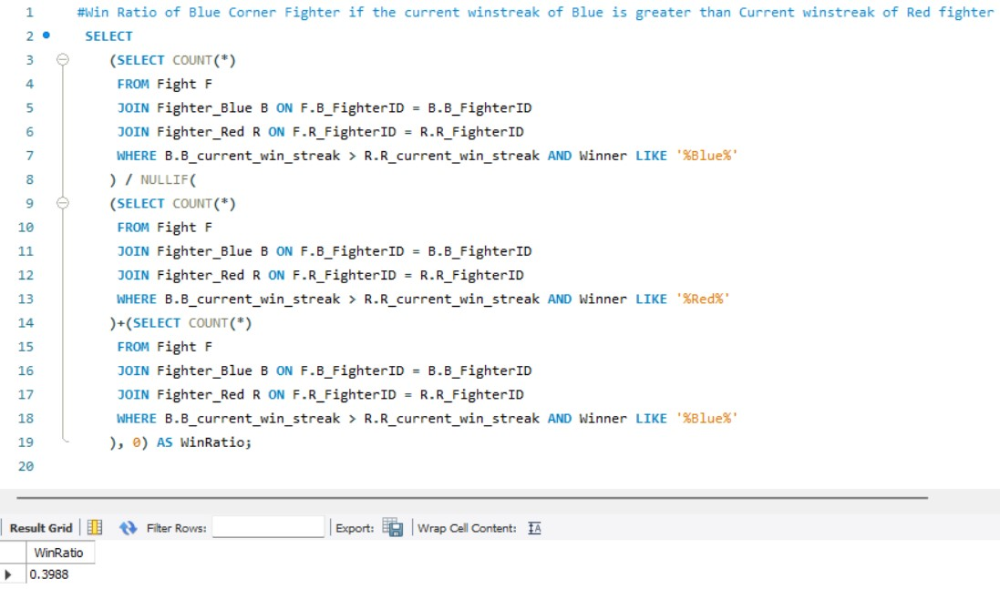 1 #Win Ratio of Blue Corner Fighter if the current winstreak of Blue is greater than Current winstreak of Red fighter
2 SELECT
3 (SELECT COUNT(*)
4 FROM Fight F
5 JOIN Fighter_Blue B ON F.B_FighterID = B.B_FighterID
6 JOIN Fighter_Red R ON F.R_FighterID = R.R_FighterID
7 WHERE B.B_current_win_streak > R.R_current_win_streak AND Winner LIKE '%Blue%'
8 ) / NULLIF(
9 (SELECT COUNT(*)
10 FROM Fight F
11 JOIN Fighter_Blue B ON F.B_FighterID = B.B_FighterID
12 JOIN Fighter_Red R ON F.R_FighterID = R.R_FighterID
13 WHERE B.B_current_win_streak > R.R_current_win_streak AND Winner LIKE '%Red%'
14 )+(SELECT COUNT(*)
15 FROM Fight F
16 JOIN Fighter_Blue B ON F.B_FighterID = B.B_FighterID
17 JOIN Fighter_Red R ON F.R_FighterID = R.R_FighterID
18 WHERE B.B_current_win_streak > R.R_current_win_streak AND Winner LIKE '%Blue%'
19 ), 0) AS WinRatio;
20
Result Grid Filter Rows: Export: Wrap Cell Content: IA
WinRatio
0.3988